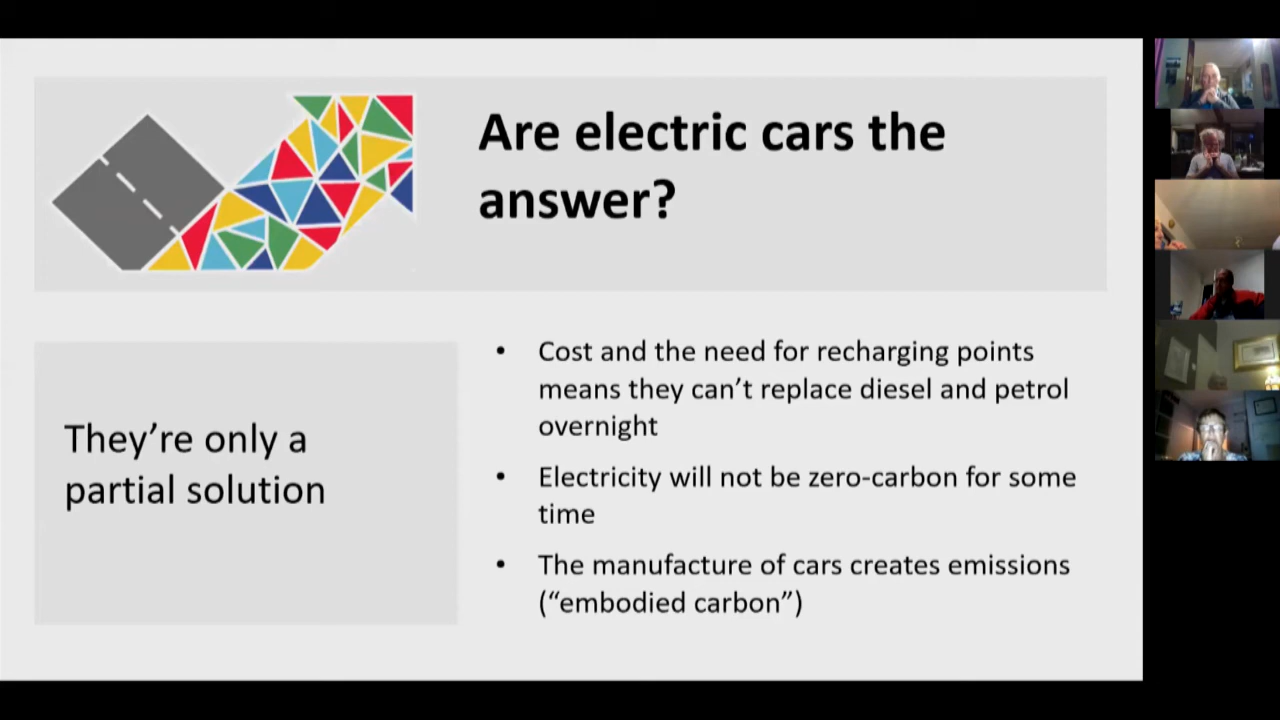 Are electric cars the
answer?
They’re only a
partial solution
• Cost and the need for recharging points
means they can’t replace diesel and petrol
overnight
• Electricity will not be zero-carbon for some
time
• The manufacture of cars creates emissions
(“embodied carbon”)